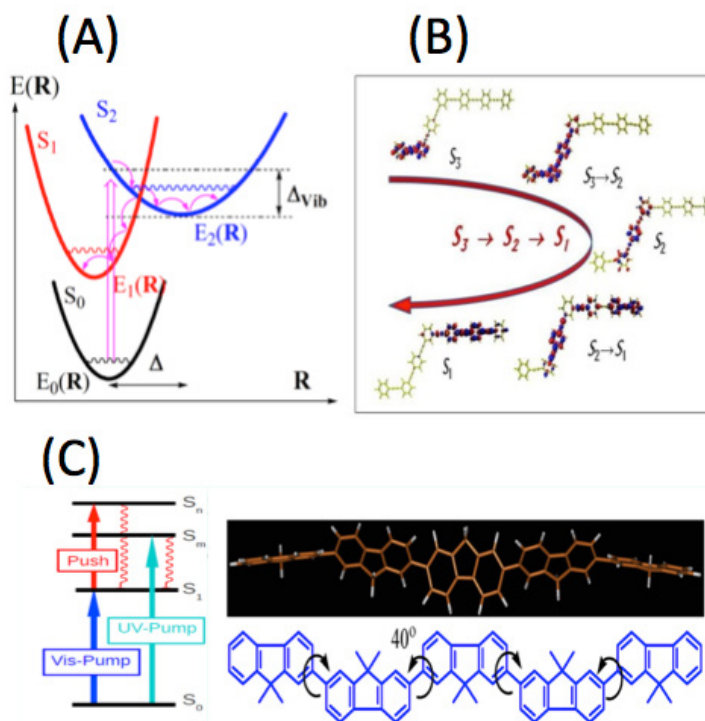 (A)
E(R)
S1
S2
ΔVib
E2(R)
E1(R)
S0
E0(R)
Δ
R
(B)
S3
S3→S2
S3 → S2 → S1
S2
S1
S2→S1
(C)
Sn
Sm
Push
S1
UV-Pump
Vis-Pump
S0
40°